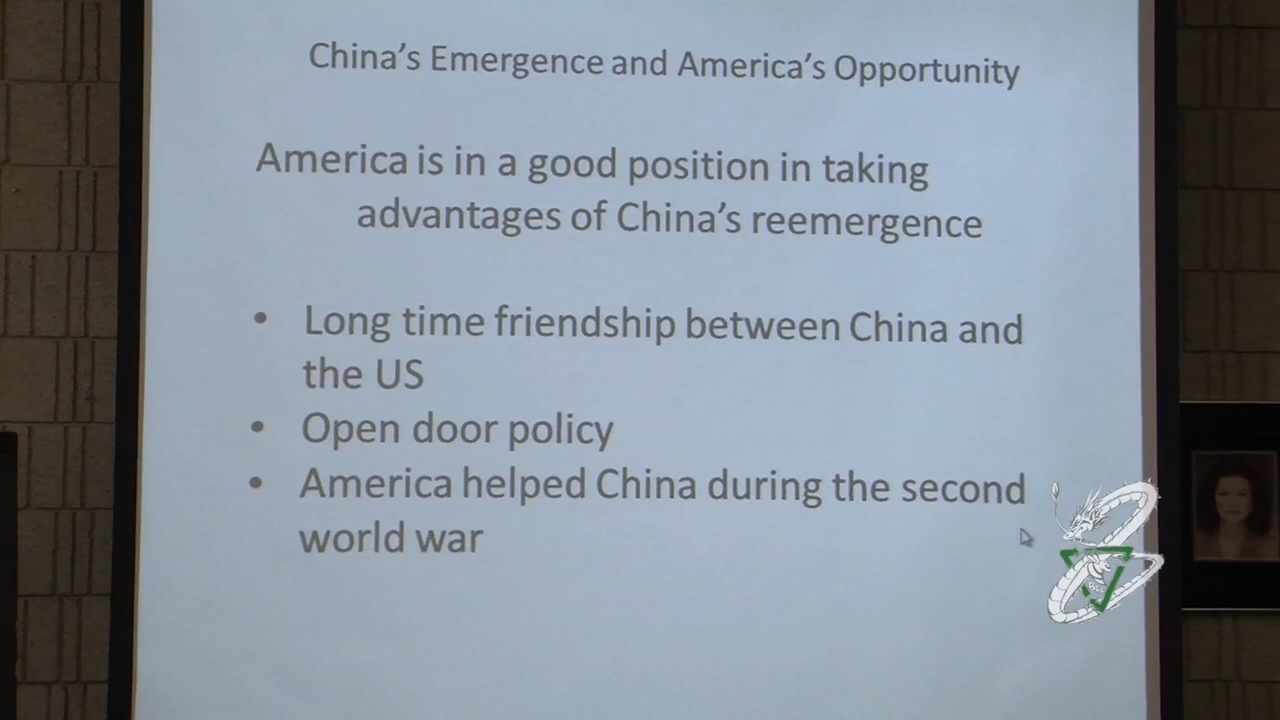 China's Emergence and America's Opportunity
America is in a good position in taking
advantages of China's reemergence
• Long time friendship between China and
the US
• Open door policy
• America helped China during the second
world war